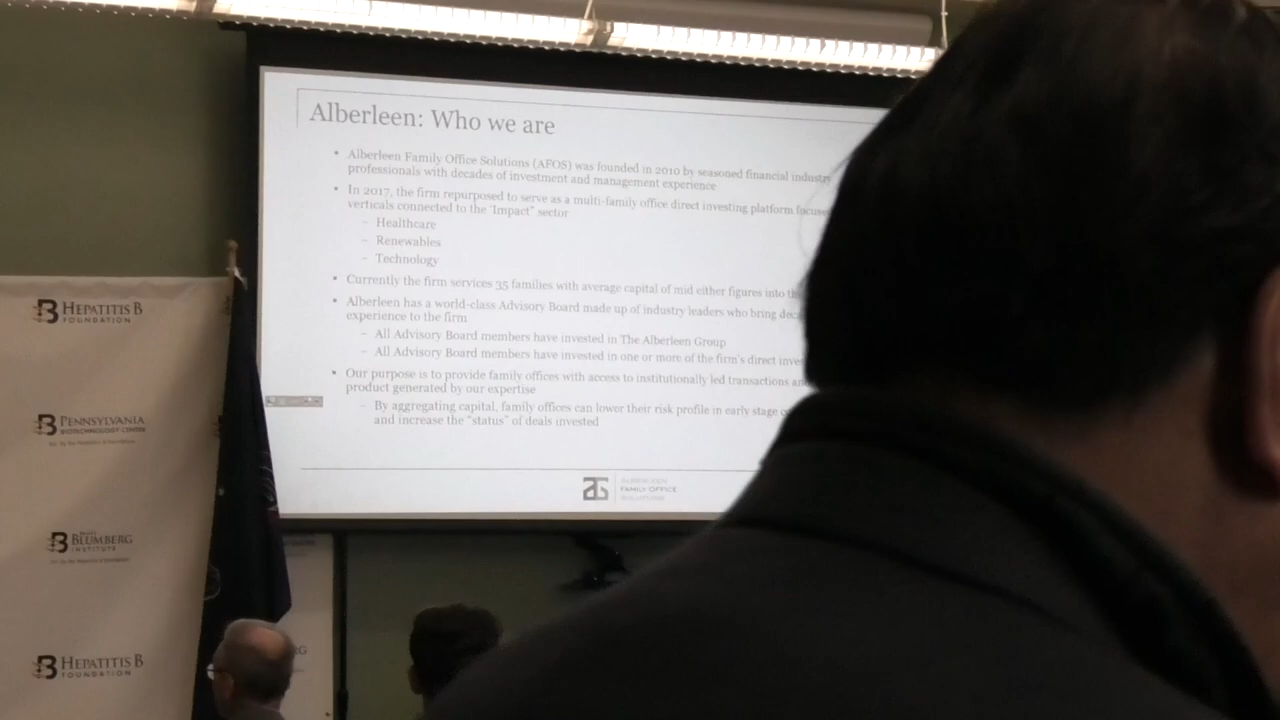 Alberleen: Who we are
• Alberleen Family Office Solutions (AFOS) was founded in 2010 by seasoned financial industry
professionals with decades of investment and management experience
• In 2017, the firm repurposed to serve as a multi-family office direct investing platform
verticals connected to the 'Impact" sector
– Healthcare
– Renewables
– Technology
• Currently the firm services 35 families with average capital of mid either figures into
• Alberleen has a world-class Advisory Board made up of industry leaders who bring
experience to the firm
– All Advisory Board members have invested in The Alberleen Group
– All Advisory Board members have invested in one or more of the firm's direct
• Our purpose is to provide family offices with access to institutionally led transactions
product generated by our expertise
– By aggregating capital, family offices can lower their risk profile in early stage
and increase the "status" of deals invested
ALBERLEEN
FAMILY OFFICE
SOLUTIONS
HEPATITIS B
FOUNDATION
PENNSYLVANIA
BIOTECHNOLOGY CENTER
BLUMBERG
INSTITUTE
HEPATITIS B
FOUNDATION